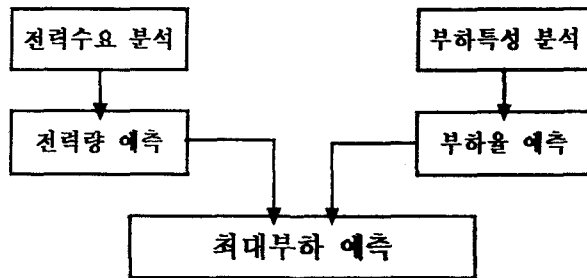 전력수요 분석
부하특성 분석
전력량 예측
부하율 예측
최대부하 예측